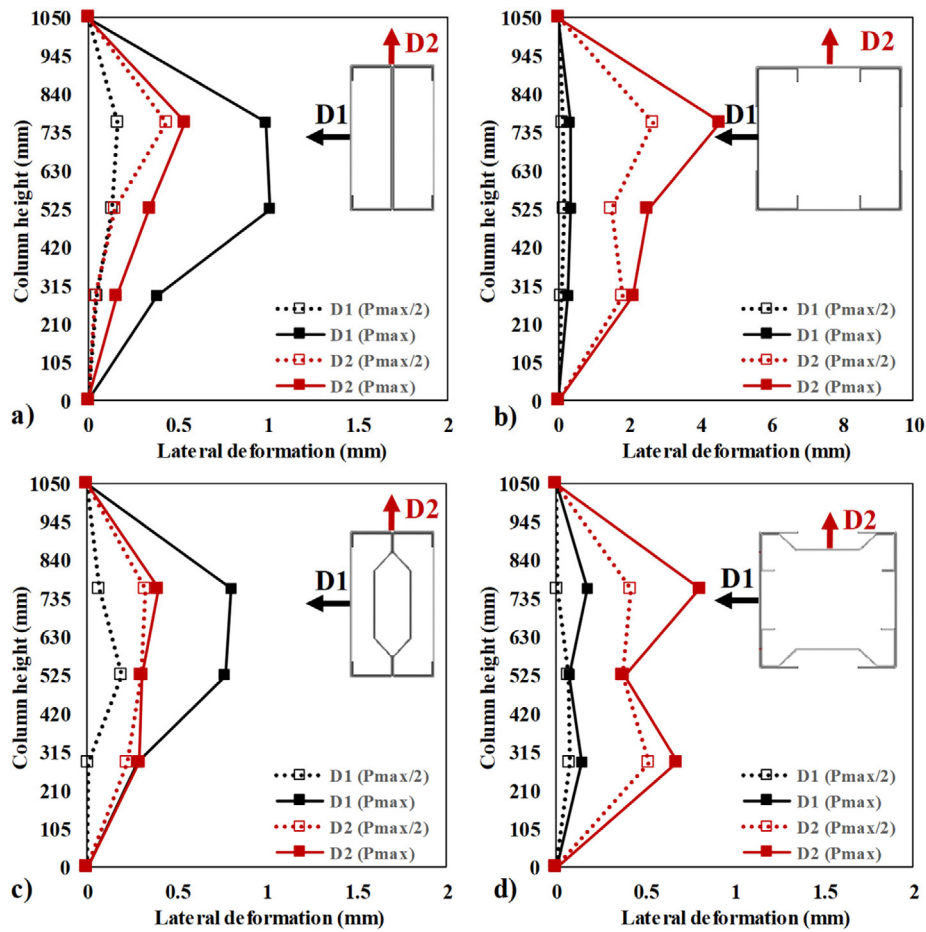 1050
945
840
735
630
525
420
315
210
105
0
Column height (mm)
D2
D1
D1 (Pmax/2)
D1 (Pmax)
D2 (Pmax/2)
D2 (Pmax)
a)
0 0.5 1 1.5 2
Lateral deformation (mm)
1050
945
840
735
630
525
420
315
210
105
0
Column height (mm)
D2
D1
D1 (Pmax/2)
D1 (Pmax)
D2 (Pmax/2)
D2 (Pmax)
b)
0 2 4 6 8 10
Lateral deformation (mm)
1050
945
840
735
630
525
420
315
210
105
0
Column height (mm)
D2
D1
D1 (Pmax/2)
D1 (Pmax)
D2 (Pmax/2)
D2 (Pmax)
c)
0 1 2
Lateral deformation (mm)
1050
945
840
735
630
525
420
315
210
105
0
Column height (mm)
D2
D1
D1 (Pmax/2)
D1 (Pmax)
D2 (Pmax/2)
D2 (Pmax)
d)
0 0.5 1 1.5 2
Lateral deformation (mm)